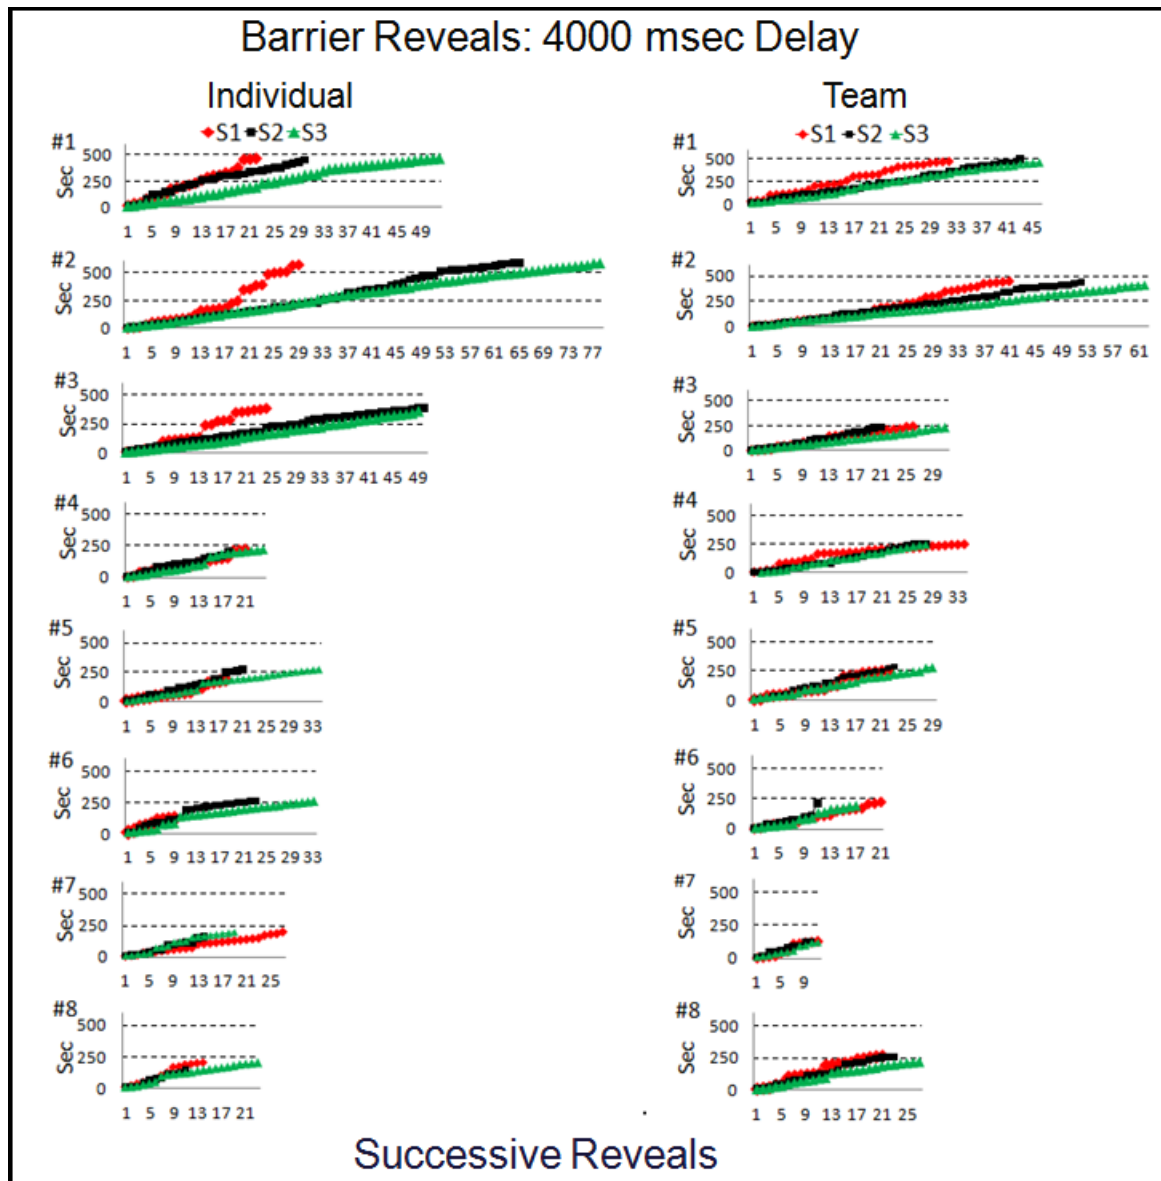 Barrier Reveals: 4000 msec Delay
Individual
S1 S2 S3
#1
500
250
0
Sec
1 5 9 13 17 21 25 29 33 37 41 45 49
#2
500
250
0
Sec
1 5 9 13 17 21 25 29 33 37 41 45 49 53 57 61 65 69 73 77
#3
500
250
0
Sec
1 5 9 13 17 21 25 29 33 37 41 45 49
#4
500
250
0
Sec
1 5 9 13 17 21
#5
500
250
0
Sec
1 5 9 13 17 21 25 29 33
#6
500
250
0
Sec
1 5 9 13 17 21 25 29 33
#7
500
250
0
Sec
1 5 9 13 17 21 25
#8
500
250
0
Sec
1 5 9 13 17 21
Team
S1 S2 S3
#1
500
250
0
Sec
1 5 9 13 17 21 25 29 33 37 41 45
#2
500
250
0
Sec
1 5 9 13 17 21 25 29 33 37 41 45 49 53 57 61
#3
500
250
0
Sec
1 5 9 13 17 21 25 29
#4
500
250
0
Sec
1 5 9 13 17 21 25 29 33
#5
500
250
0
Sec
1 5 9 13 17 21 25 29
#6
500
250
0
Sec
1 5 9 13 17 21
#7
500
250
0
Sec
1 5 9
#8
500
250
0
Sec
1 5 9 13 17 21 25
Successive Reveals